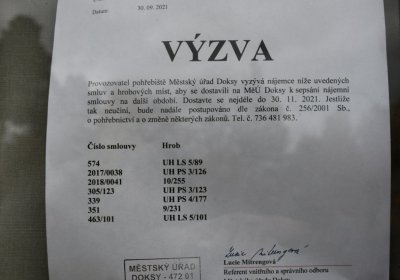 Datum: 30. 09. 2021
VÝZVA
Provozovatel pohřebiště Městský úřad Doksy vyzývá nájemce níže uvedených
smluv a hrobových míst, aby se dostavili na MěÚ Doksy k sepsání nájemní
smlouvy na další období. Dostavte se nejdéle do 30. 11. 2021. Jestliže
tak neučiní, bude nadále postupováno dle zákona č. 256/2001 Sb.,
o pohřebnictví a o změně některých zákonů. Tel. č. 736 481 983.
Číslo smlouvy Hrob
574 UH LS 5/89
2017/0038 UH PS 3/126
2018/0041 10/255
305/123 UH PS 3/123
339 UH PS 4/177
351 9/231
463/101 UH LS 5/101
Lucie Mitrengová
Lucie Mitrengová
Referent vnitřního a správního odboru
MĚSTSKÝ ÚŘAD
DOKSY - 472 01